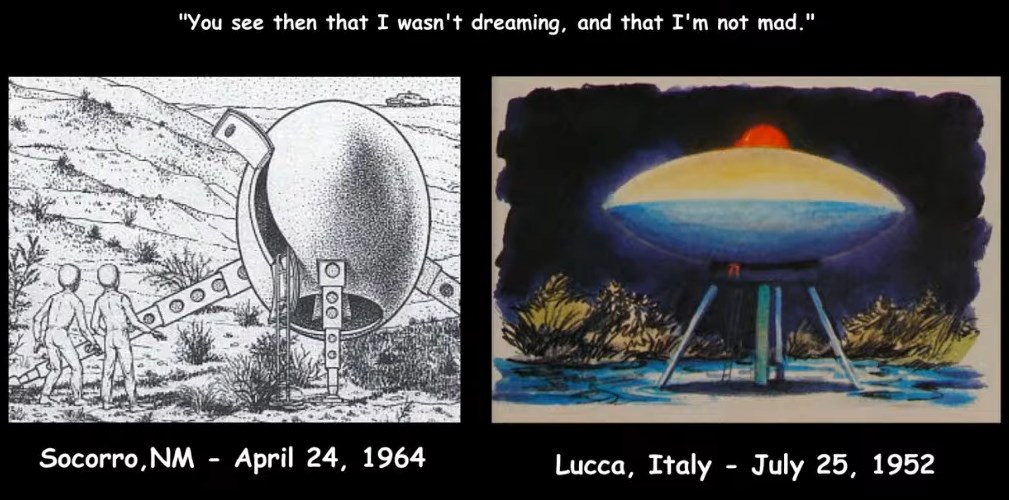 "You see then that I wasn't dreaming, and that I'm not mad."
Socorro,NM - April 24, 1964
Lucca, Italy - July 25, 1952